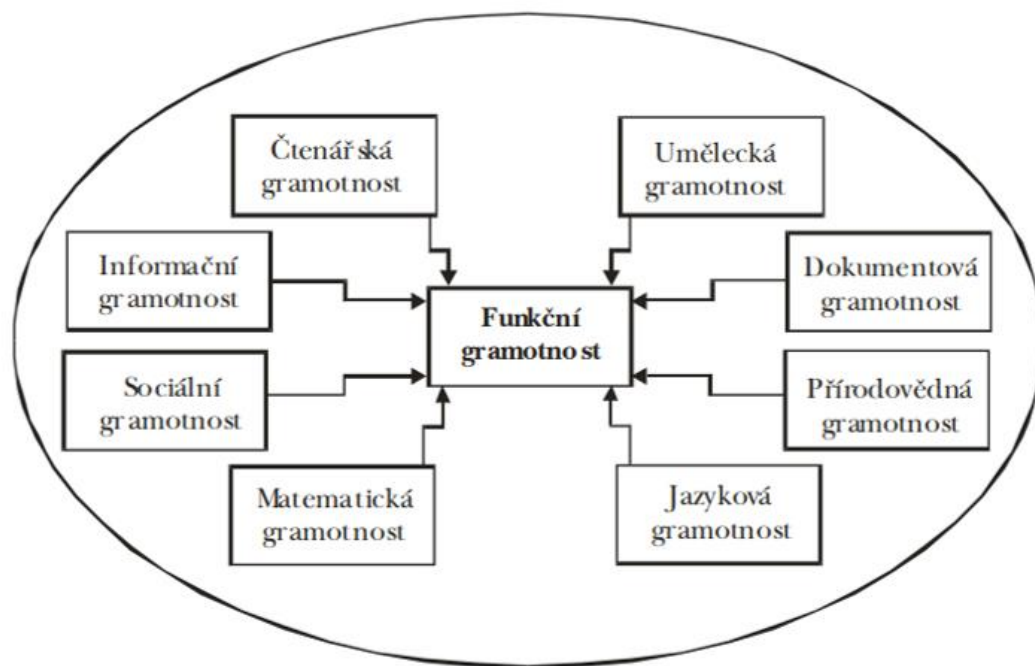 Čtenářská
gramotnost
Umělecká
gramotnost
Informační
gramotnost
Dokumentová
gramotnost
Funkční
gramotnost
Sociální
gramotnost
Přírodovědná
gramotnost
Matematická
gramotnost
Jazyková
gramotnost